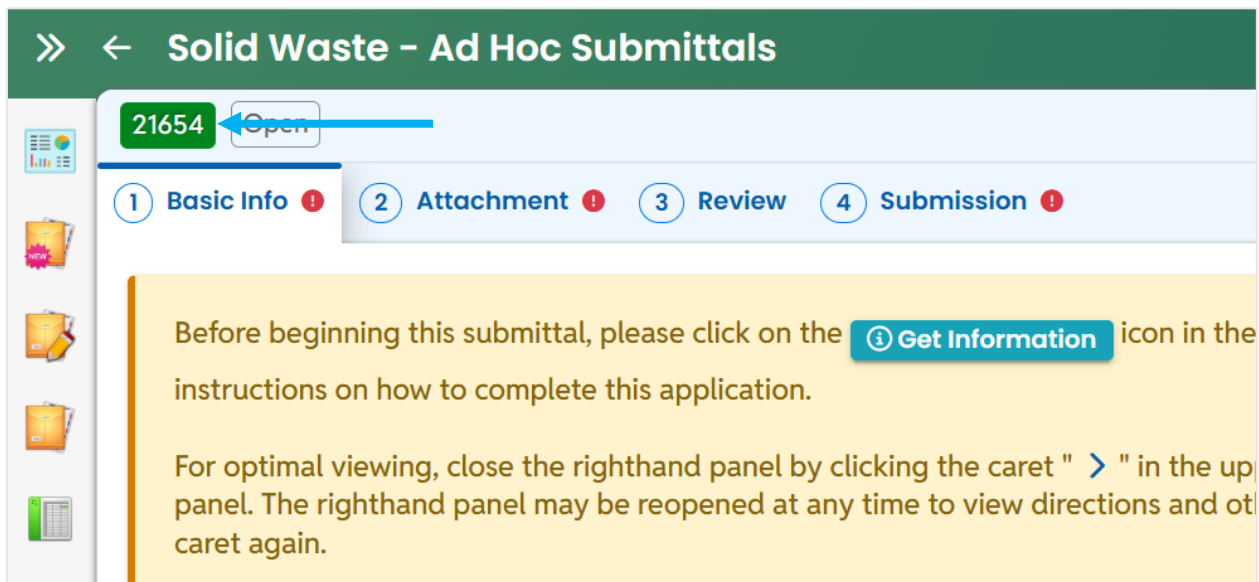 Solid Waste - Ad Hoc Submittals
21654 Open
1 Basic Info ! 2 Attachment ! 3 Review 4 Submission !
NEW
Before beginning this submittal, please click on the Get Information icon in the
instructions on how to complete this application.
For optimal viewing, close the righthand panel by clicking the caret " > " in the up
panel. The righthand panel may be reopened at any time to view directions and ot
caret again.